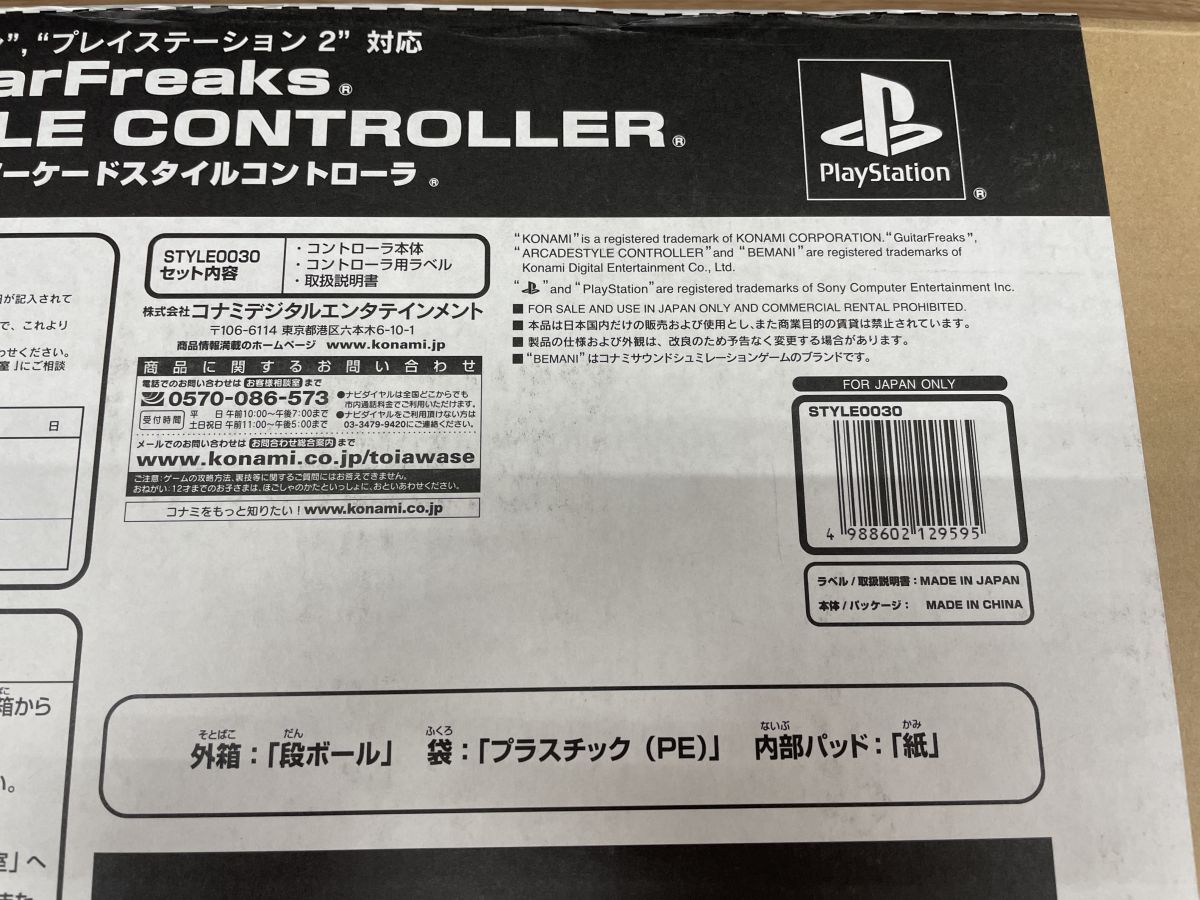 ", "プレイステーション 2" 対応
arFreaks®
LE CONTROLLER®
ーケードスタイルコントローラ®
PlayStation®
STYLE0030
セット内容
・コントローラ本体
・コントローラ用ラベル
・取扱説明書
株式会社コナミデジタルエンタテインメント
〒106-6114 東京都港区六本木6-10-1
商品情報満載のホームページ www.konami.jp
商品に関するお問い合わせ
電話でのお問い合わせは お客様相談室 まで
0570-086-573
●ナビダイヤルは全国どこからでも
市内通話料金でご利用いただけます。
●ナビダイヤルをご利用頂けない方は
03-3479-9420にご連絡ください。
受付時間
平 日 午前10:00〜午後7:00まで
土日祝日 午前11:00〜午後5:00まで
メールでのお問い合わせは お問合わせ総合案内 まで
www.konami.co.jp/toiawase
ご注意:ゲームの攻略方法、裏技等に関するご質問にはお答えできません。
おねがい:12才までのお子さまは、ほごしゃのかたといっしょに、おといあわせください。
コナミをもっと知りたい! www.konami.co.jp
"KONAMI" is a registered trademark of KONAMI CORPORATION. "GuitarFreaks",
"ARCADESTYLE CONTROLLER" and "BEMANI" are registered trademarks of
Konami Digital Entertainment Co., Ltd.
" " and "PlayStation" are registered trademarks of Sony Computer Entertainment Inc.
■ FOR SALE AND USE IN JAPAN ONLY AND COMMERCIAL RENTAL PROHIBITED.
■ 本品は日本国内だけの販売および使用とし、また商業目的の賃貸は禁止されています。
■ 製品の仕様および外観は、改良のため予告なく変更する場合があります。
■ "BEMANI"はコナミサウンドシュミレーションゲームのブランドです。
FOR JAPAN ONLY
STYLE0030
4 988602 129595
ラベル/取扱説明書:MADE IN JAPAN
本体/パッケージ: MADE IN CHINA
が記入されて
で、これより
わせください。
室」にご相談
日
箱から
い。
室」へ
また
そとばこ だん ふくろ ないぶ かみ
外箱:「段ボール」 袋:「プラスチック(PE)」 内部パッド:「紙」